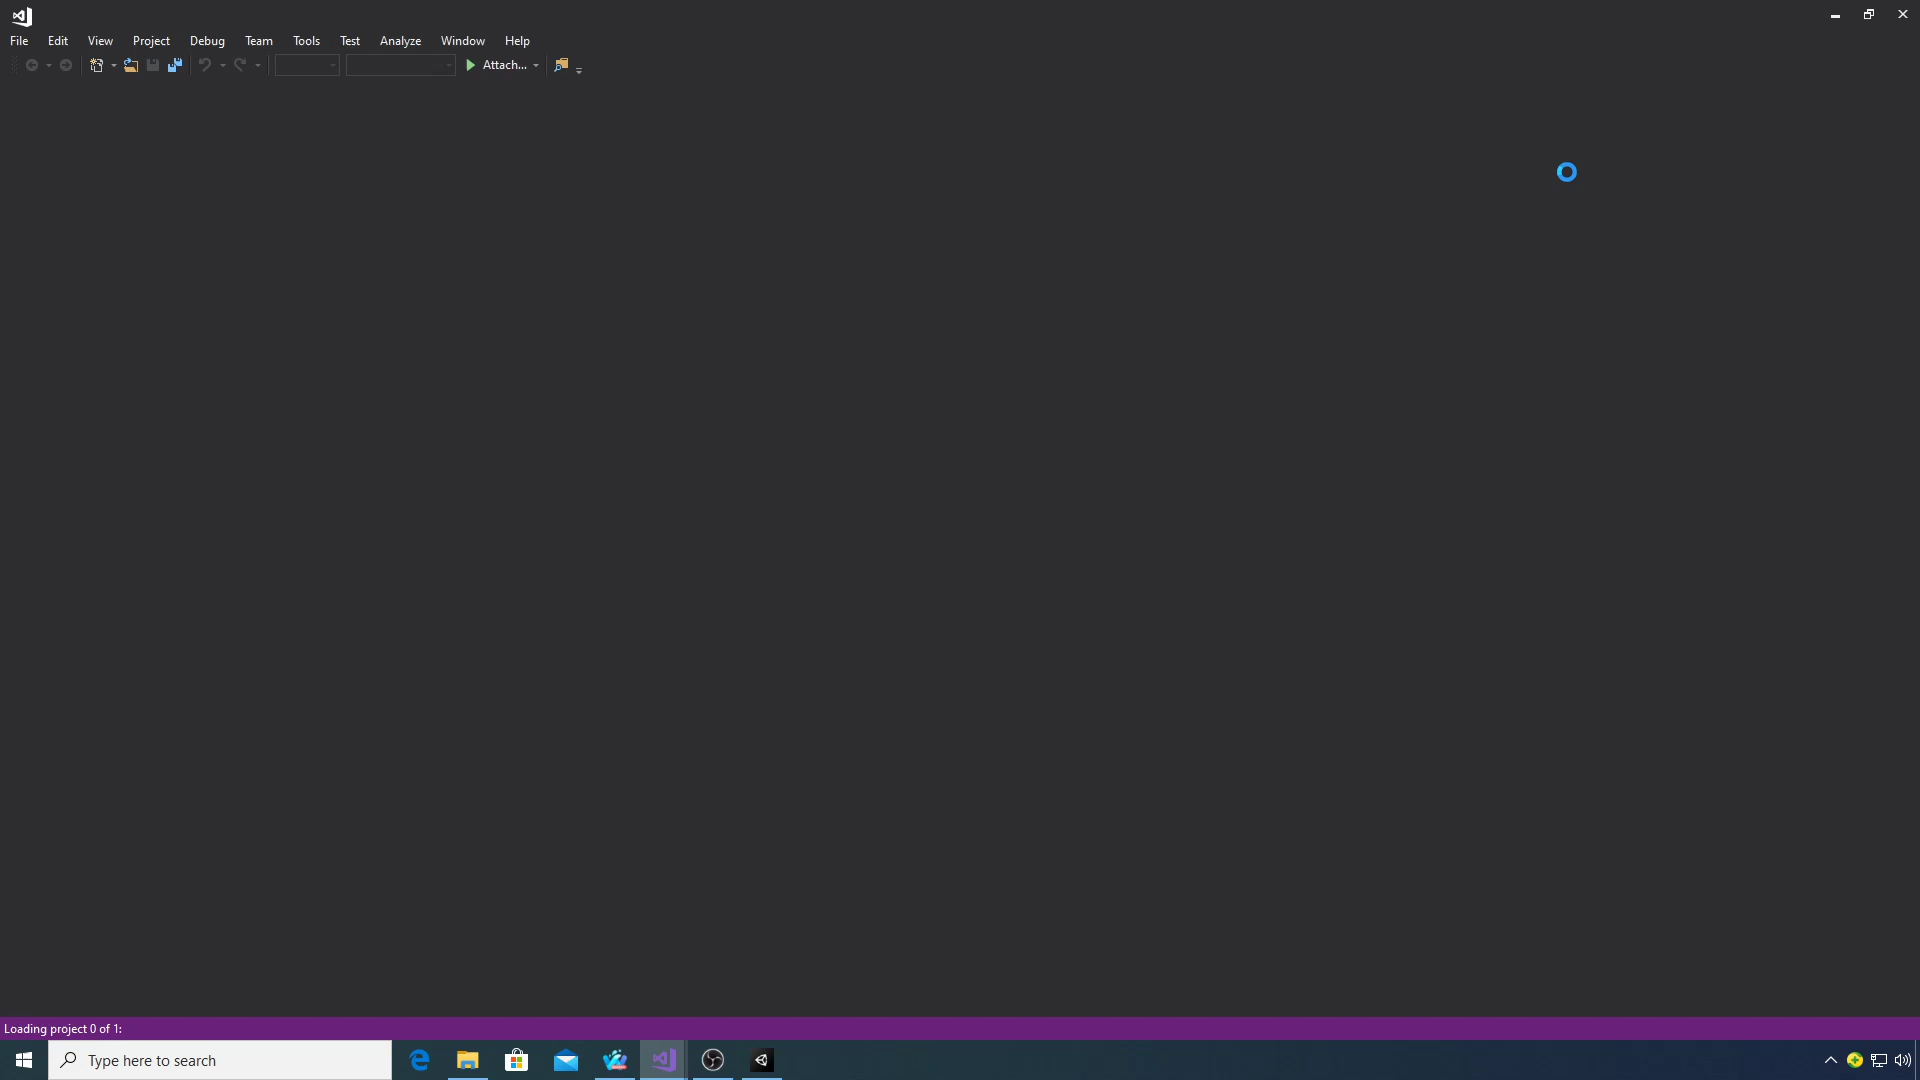 File Edit View Project Debug Team Tools Test Analyze Window Help
Attach...
Loading project 0 of 1:
Type here to search